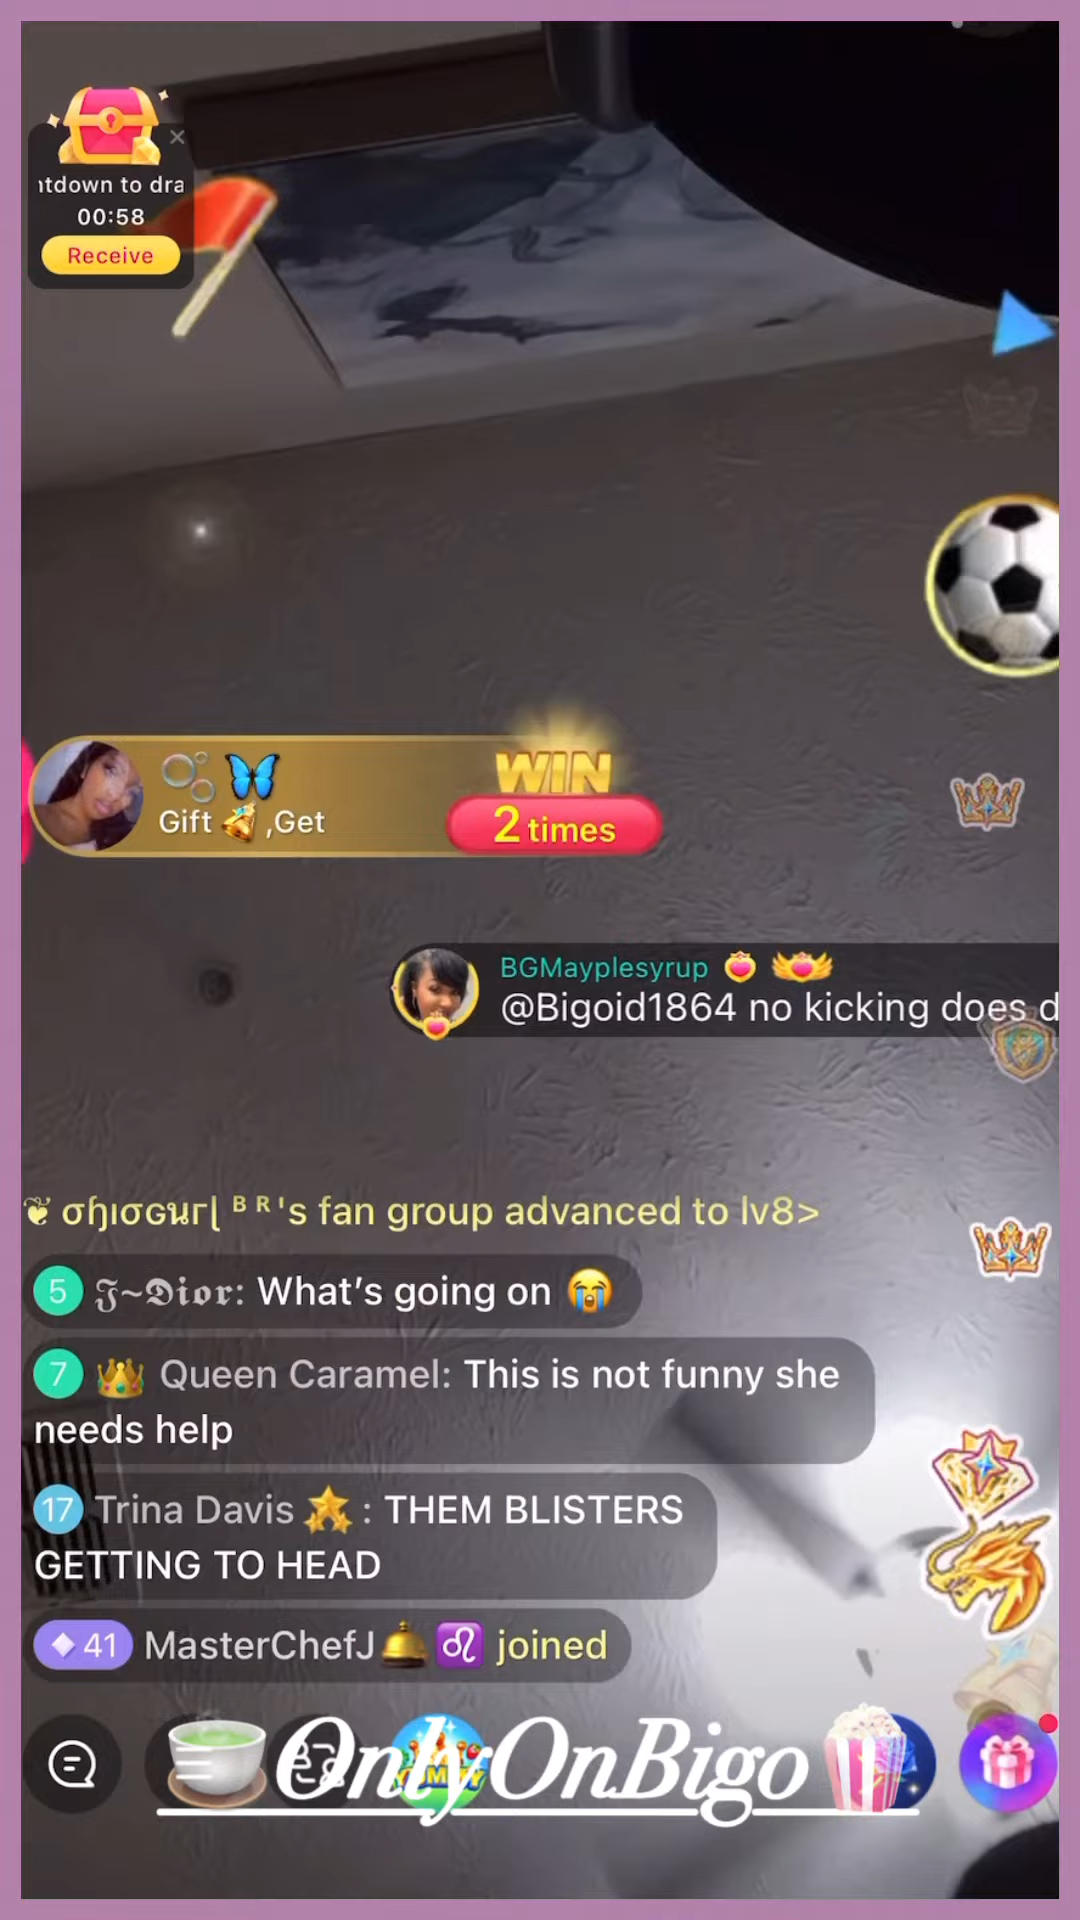 ntdown to dra
00:58
Receive
WIN
Gift 🔔,Get
2 times
BGMayplesyrup
@Bigoid1864 no kicking does d
❦ σɧισɢᥙɾɭ ᴮ ᴿ's fan group advanced to lv8>
5 𝕴~𝕯𝖎𝖔𝖗: What's going on 😭
7 👑 Queen Caramel: This is not funny she
needs help
17 Trina Davis 🌟 : THEM BLISTERS
GETTING TO HEAD
41 MasterChefJ🛎️♌ joined
🍵OnlyOnBigo🍿